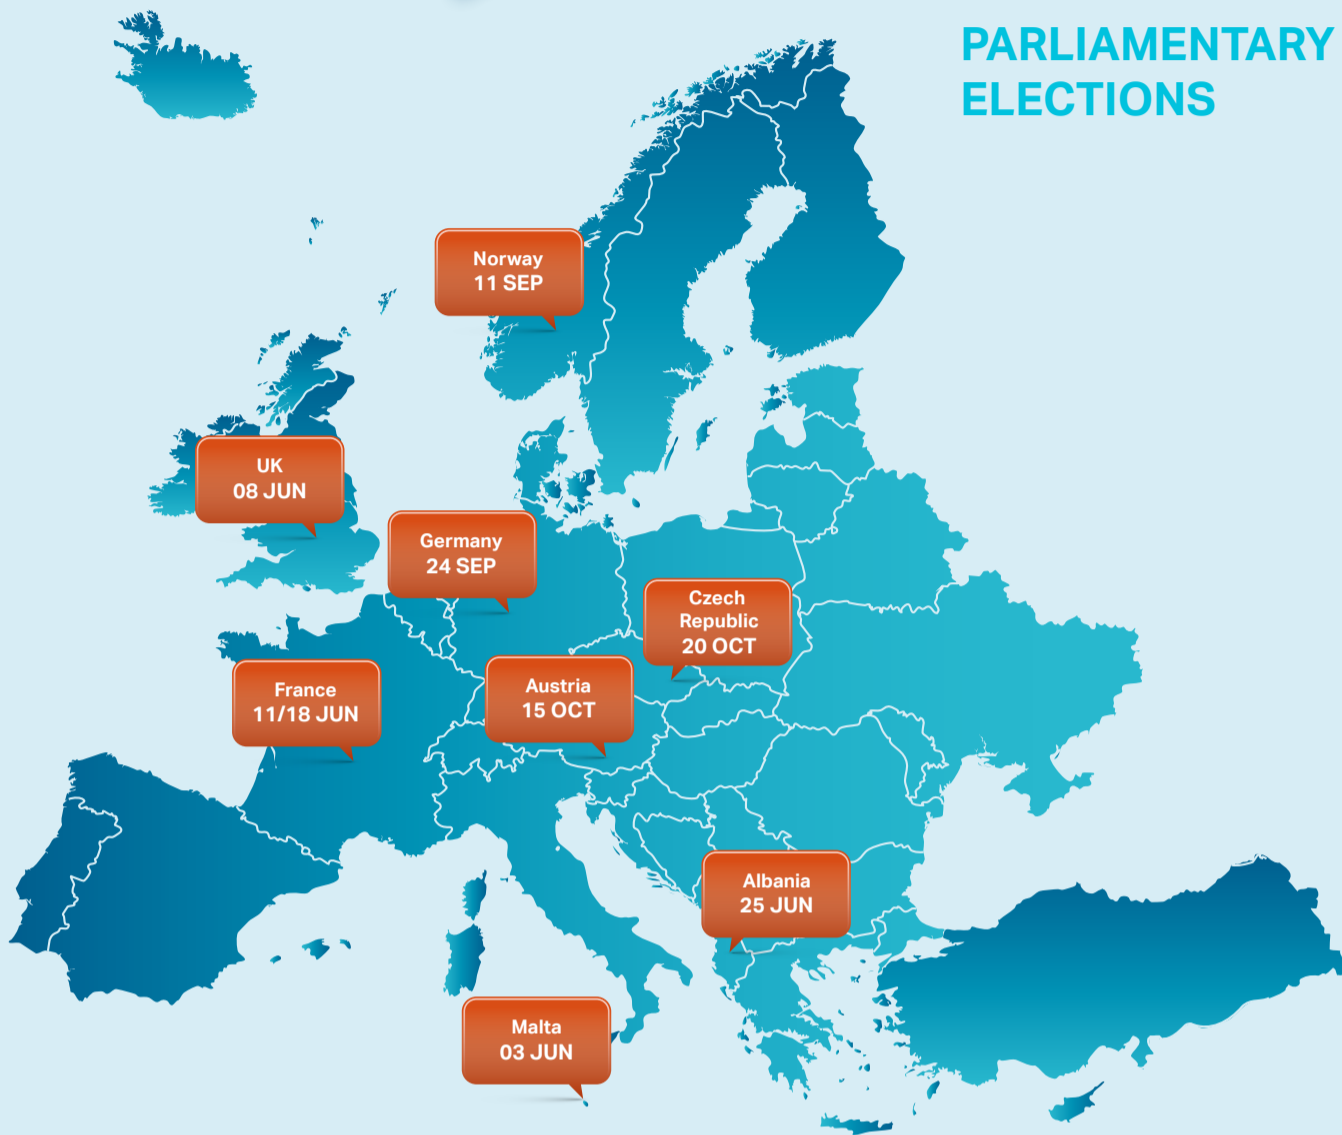 PARLIAMENTARY
ELECTIONS
Norway
11 SEP
UK
08 JUN
Germany
24 SEP
Czech
Republic
20 OCT
France
11/18 JUN
Austria
15 OCT
Albania
25 JUN
Malta
03 JUN